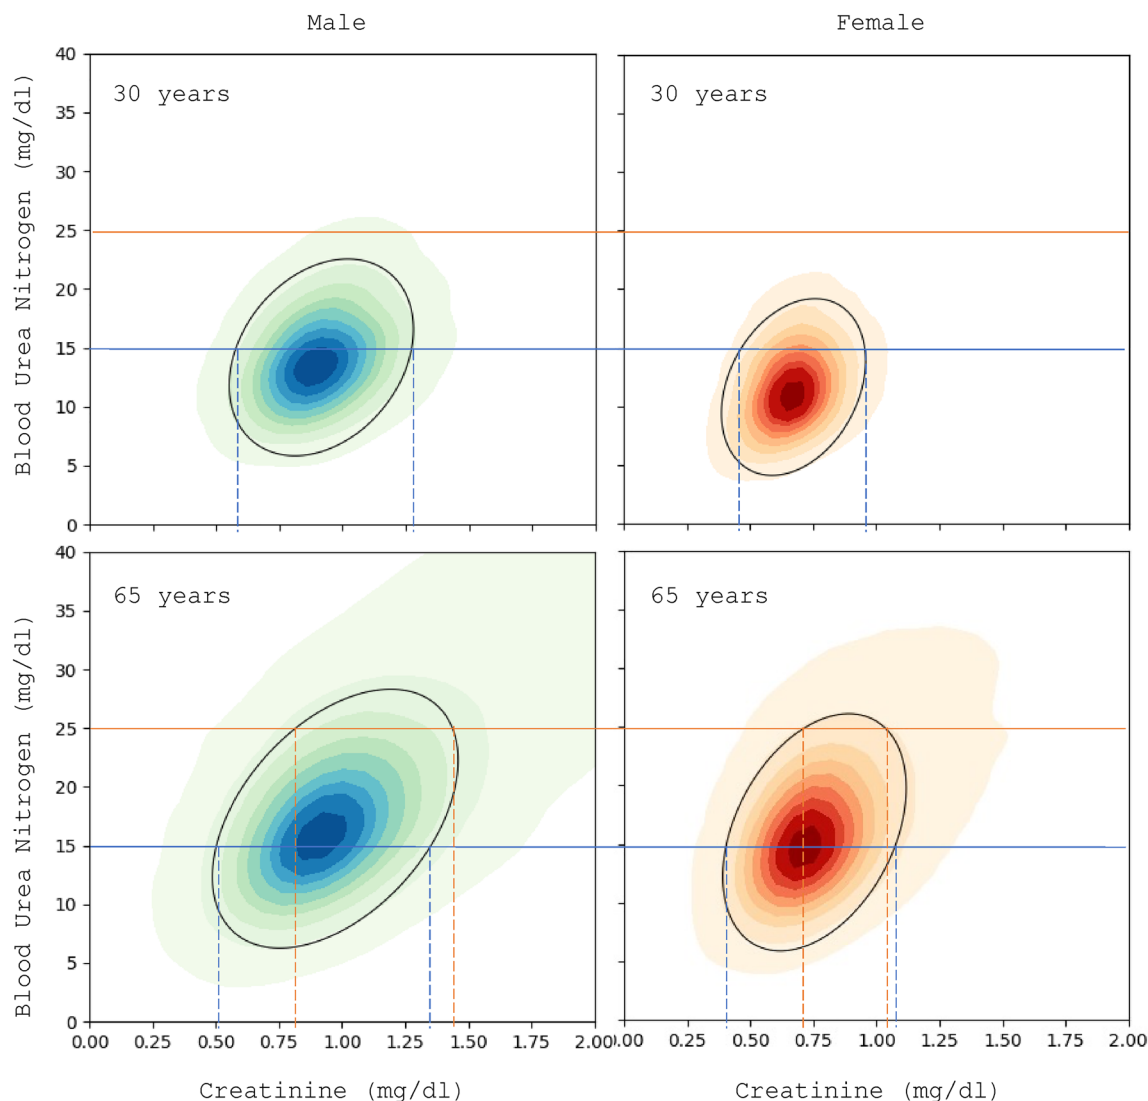 Male
Female
40
35
30
25
20
15
10
5
0
Blood Urea Nitrogen (mg/dl)
30 years
30 years
40
35
30
25
20
15
10
5
0
Blood Urea Nitrogen (mg/dl)
65 years
65 years
0.00 0.25 0.50 0.75 1.00 1.25 1.50 1.75 2.00
0.00 0.25 0.50 0.75 1.00 1.25 1.50 1.75 2.00
Creatinine (mg/dl)
Creatinine (mg/dl)